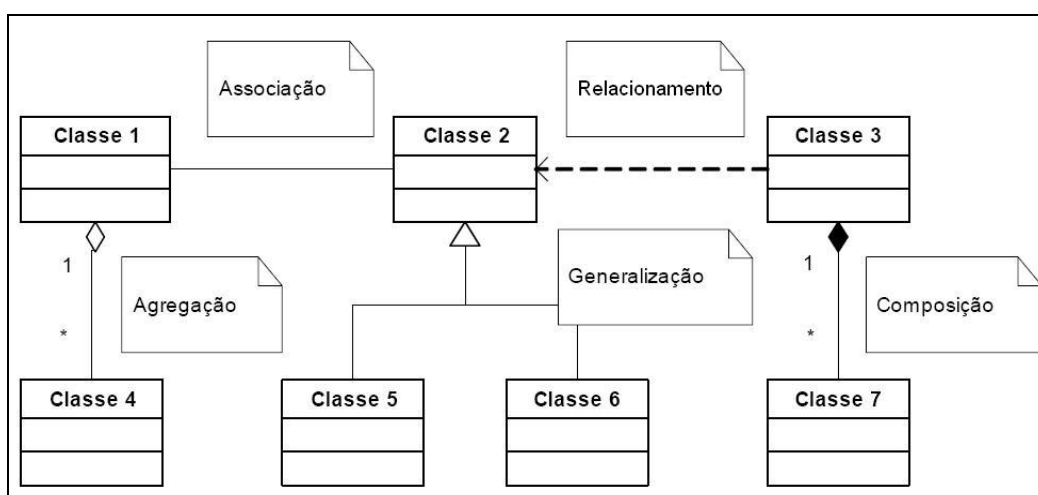 Associação
Relacionamento
Classe 1
Classe 2
Classe 3
1
Agregação
*
Generalização
1
Composição
*
Classe 4
Classe 5
Classe 6
Classe 7